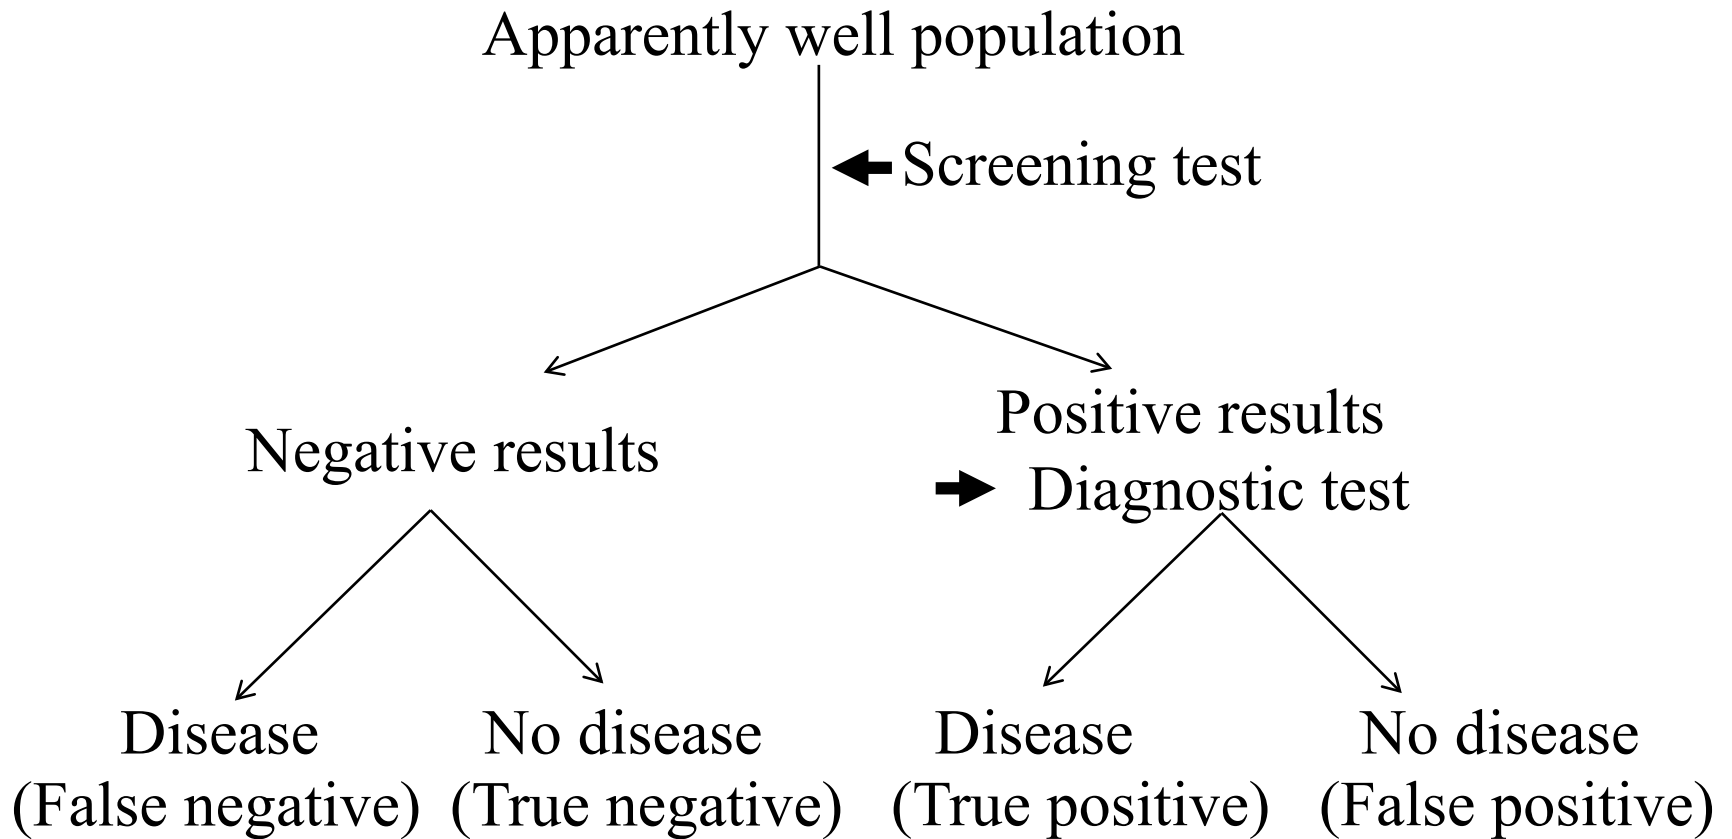 Apparently well population
Screening test
Negative results
Positive results
Diagnostic test
Disease
(False negative)
No disease
(True negative)
Disease
(True positive)
No disease
(False positive)